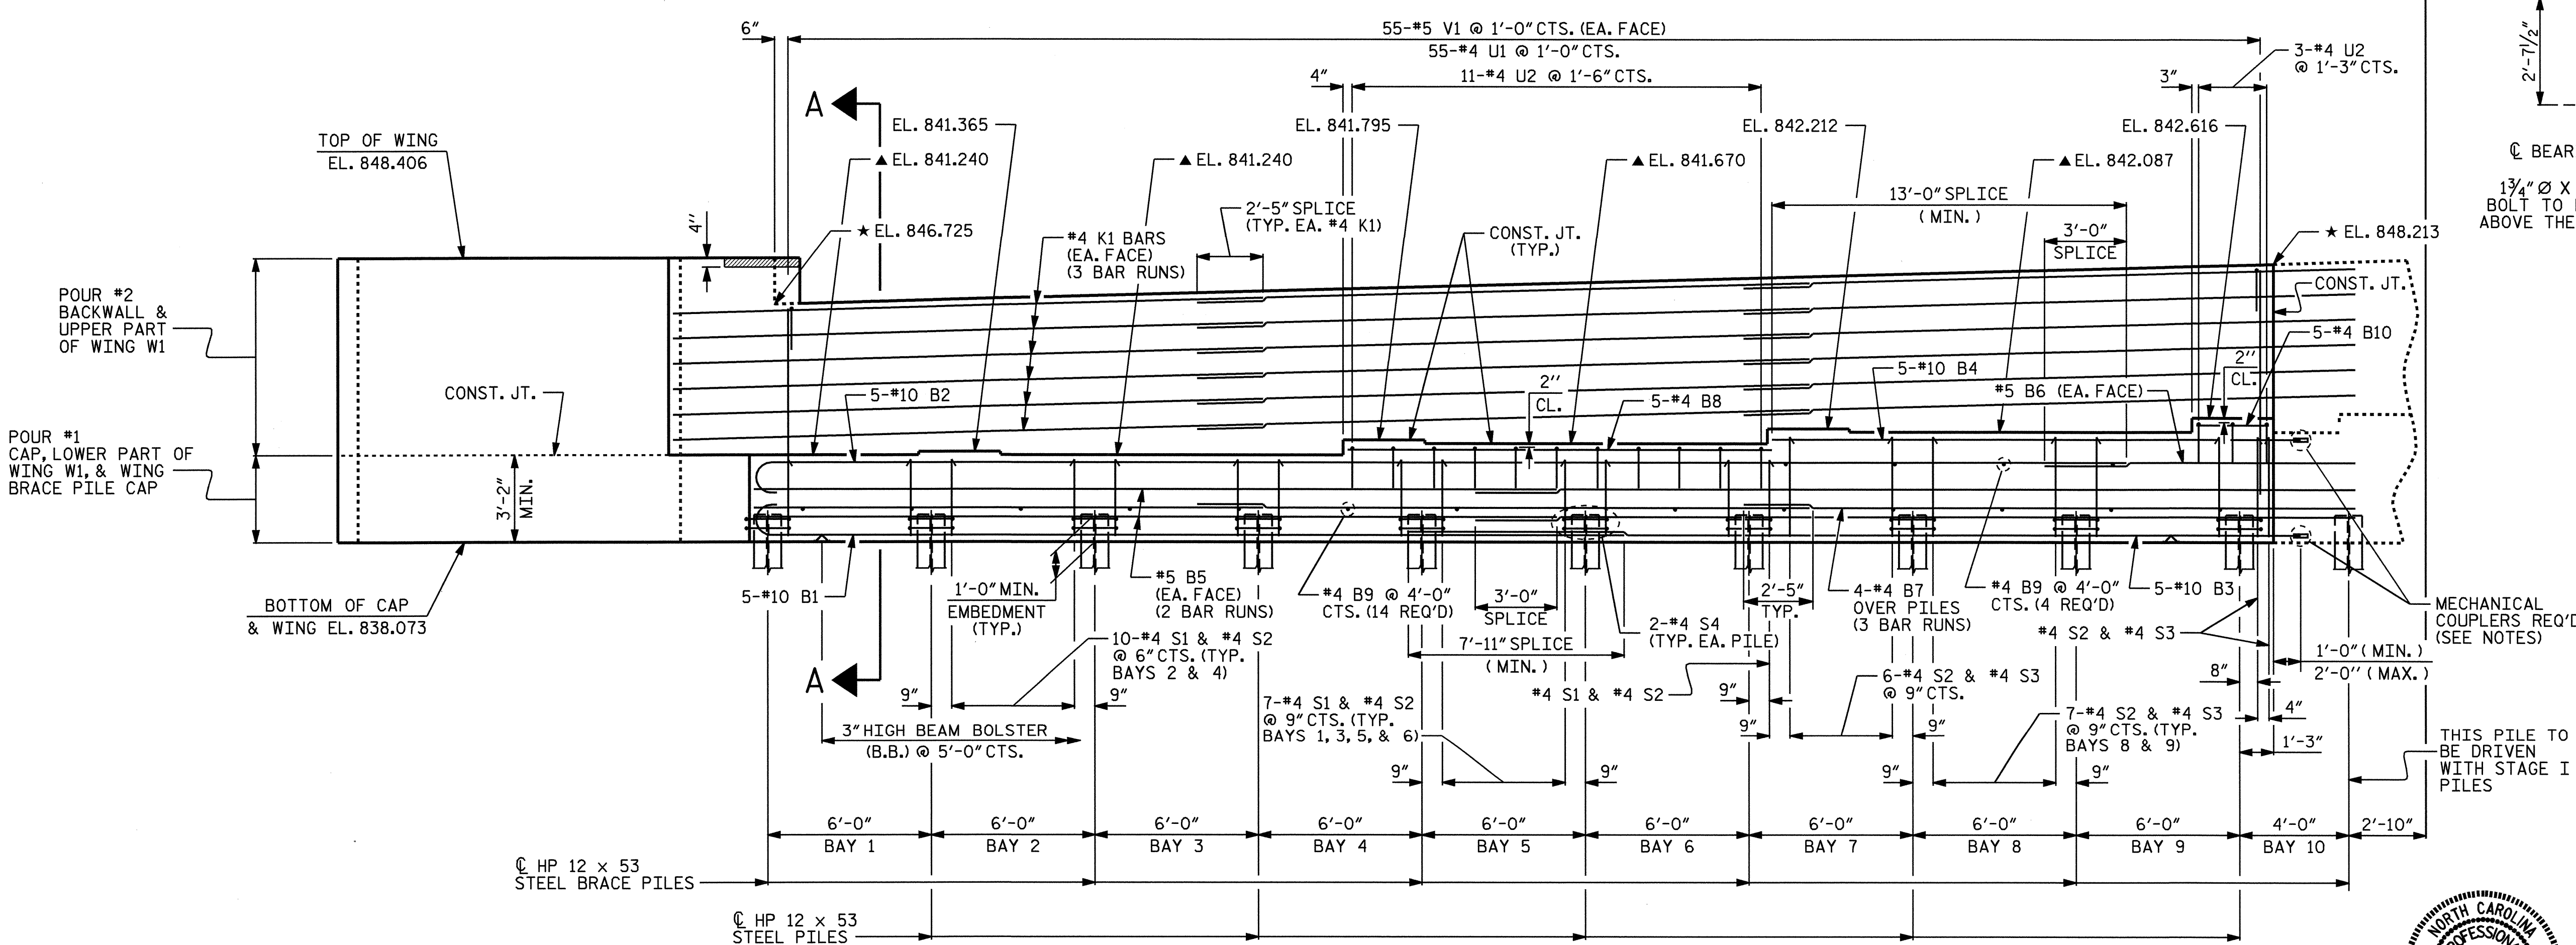 6"
55-#5 V1 @ 1'-0" CTS. (EA. FACE)
55-#4 U1 @ 1'-0" CTS.
4"
11-#4 U2 @ 1'-6" CTS.
3"
3-#4 U2
@ 1'-3" CTS.
2'-7 1/2"
A
EL. 841.365
EL. 841.795
EL. 842.212
EL. 842.616
TOP OF WING
EL. 848.406
▲ EL. 841.240
▲ EL. 841.240
▲ EL. 841.670
▲ EL. 842.087
℄ BEAR
1 3/4" Ø X
BOLT TO
ABOVE THE
13'-0" SPLICE
(MIN.)
4"
★ EL. 846.725
2'-5" SPLICE
(TYP. EA. #4 K1)
#4 K1 BARS
(EA. FACE)
(3 BAR RUNS)
CONST. JT.
(TYP.)
3'-0"
SPLICE
★ EL. 848.213
CONST. JT.
POUR #2
BACKWALL &
UPPER PART
OF WING W1
5-#4 B10
CONST. JT.
5-#10 B2
2"
CL.
5-#4 B8
5-#10 B4
#5 B6 (EA. FACE)
2"
CL.
POUR #1
CAP, LOWER PART OF
WING W1, & WING
BRACE PILE CAP
3'-2"
MIN.
BOTTOM OF CAP
& WING EL. 838.073
5-#10 B1
1'-0" MIN.
EMBEDMENT
(TYP.)
#5 B5
(EA. FACE)
(2 BAR RUNS)
#4 B9 @ 4'-0"
CTS. (14 REQ'D)
3'-0"
SPLICE
7'-11" SPLICE
(MIN.)
2-#4 S4
(TYP. EA. PILE)
2'-5"
TYP.
4-#4 B7
OVER PILES
(3 BAR RUNS)
#4 B9 @ 4'-0"
CTS. (4 REQ'D)
5-#10 B3
#4 S2 & #4 S3
MECHANICAL
COUPLERS REQ'D
(SEE NOTES)
1'-0" (MIN.)
2'-0" (MAX.)
A
10-#4 S1 & #4 S2
@ 6" CTS. (TYP.
BAYS 2 & 4)
9"
9"
3" HIGH BEAM BOLSTER
(B.B.) @ 5'-0" CTS.
7-#4 S1 & #4 S2
@ 9" CTS. (TYP.
BAYS 1, 3, 5, & 6)
9"
9"
#4 S1 & #4 S2
9"
9"
6-#4 S2 & #4 S3
@ 9" CTS.
9"
7-#4 S2 & #4 S3
@ 9" CTS. (TYP.
BAYS 8 & 9)
9"
9"
8"
4"
1'-3"
THIS PILE TO
BE DRIVEN
WITH STAGE I
PILES
6'-0" 6'-0" 6'-0" 6'-0" 6'-0" 6'-0" 6'-0" 6'-0" 6'-0" 4'-0" 2'-10"
BAY 1 BAY 2 BAY 3 BAY 4 BAY 5 BAY 6 BAY 7 BAY 8 BAY 9 BAY 10
℄ HP 12 x 53
STEEL BRACE PILES
℄ HP 12 x 53
STEEL PILES
NORTH CAROLINA